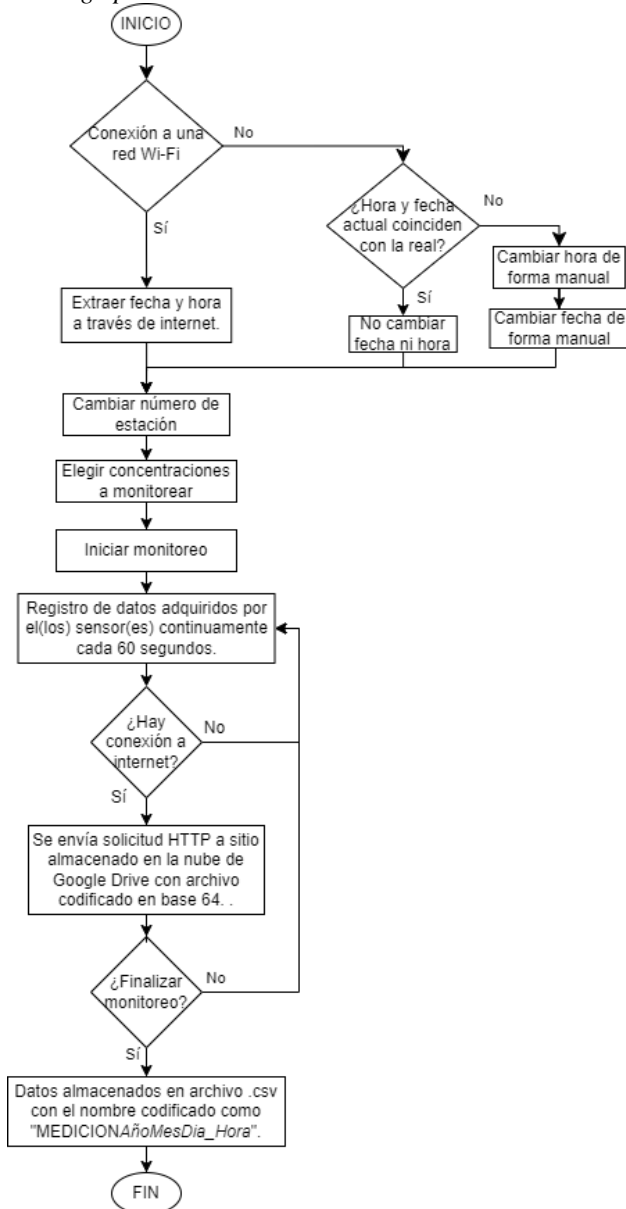 INICIO
Conexión a una
red Wi-Fi
No
Sí
¿Hora y fecha
actual coinciden
con la real?
No
Sí
Cambiar hora de
forma manual
Extraer fecha y hora
a través de internet.
No cambiar
fecha ni hora
Cambiar fecha de
forma manual
Cambiar número de
estación
Elegir concentraciones
a monitorear
Iniciar monitoreo
Registro de datos adquiridos por
el(los) sensor(es) continuamente
cada 60 segundos.
¿Hay
conexión a
internet?
No
Sí
Se envía solicitud HTTP a sitio
almacenado en la nube de
Google Drive con archivo
codificado en base 64. .
¿Finalizar
monitoreo?
No
Sí
Datos almacenados en archivo .csv
con el nombre codificado como
"MEDICIONAñoMesDia_Hora".
FIN